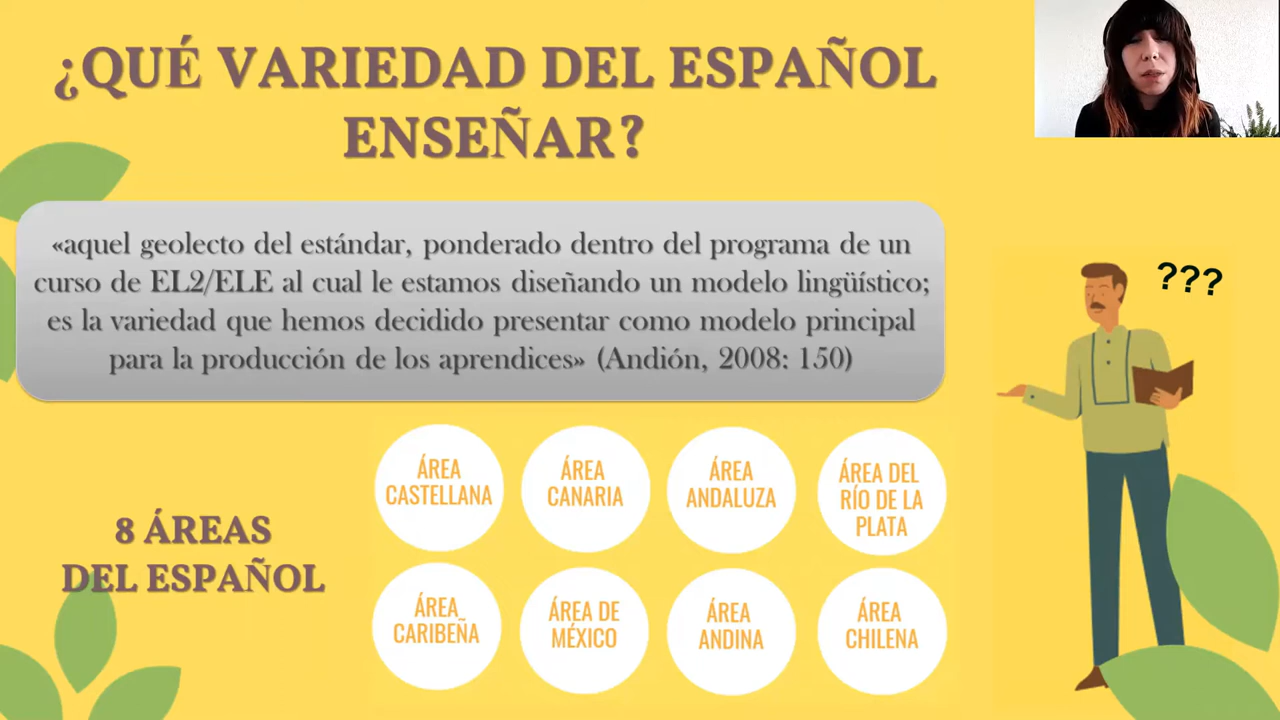 ¿QUÉ VARIEDAD DEL ESPAÑOL
ENSEÑAR?
«aquel geolecto del estándar, ponderado dentro del programa de un
curso de EL2/ELE al cual le estamos diseñando un modelo lingüístico;
es la variedad que hemos decidido presentar como modelo principal
para la producción de los aprendices» (Andión, 2008: 150)
???
8 ÁREAS
DEL ESPAÑOL
ÁREA
CASTELLANA
ÁREA
CANARIA
ÁREA
ANDALUZA
ÁREA DEL
RÍO DE LA
PLATA
ÁREA
CARIBEÑA
ÁREA DE
MÉXICO
ÁREA
ANDINA
ÁREA
CHILENA